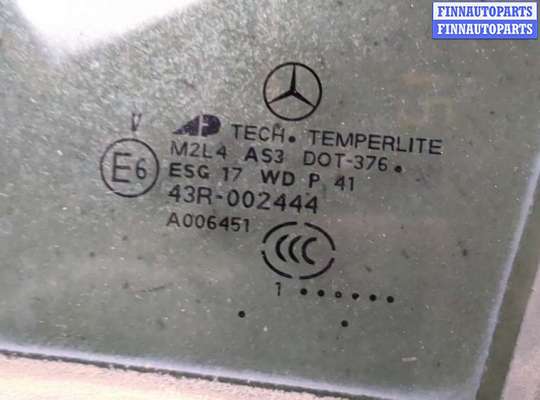 FINNAUTOPARTS
FINNAUTOPARTS
V
AP TECH. TEMPERLITE
M2L4 AS3 DOT-376.
E6
ESG 17 WD P 41
43R-002444
A006451
CCC
1 ......